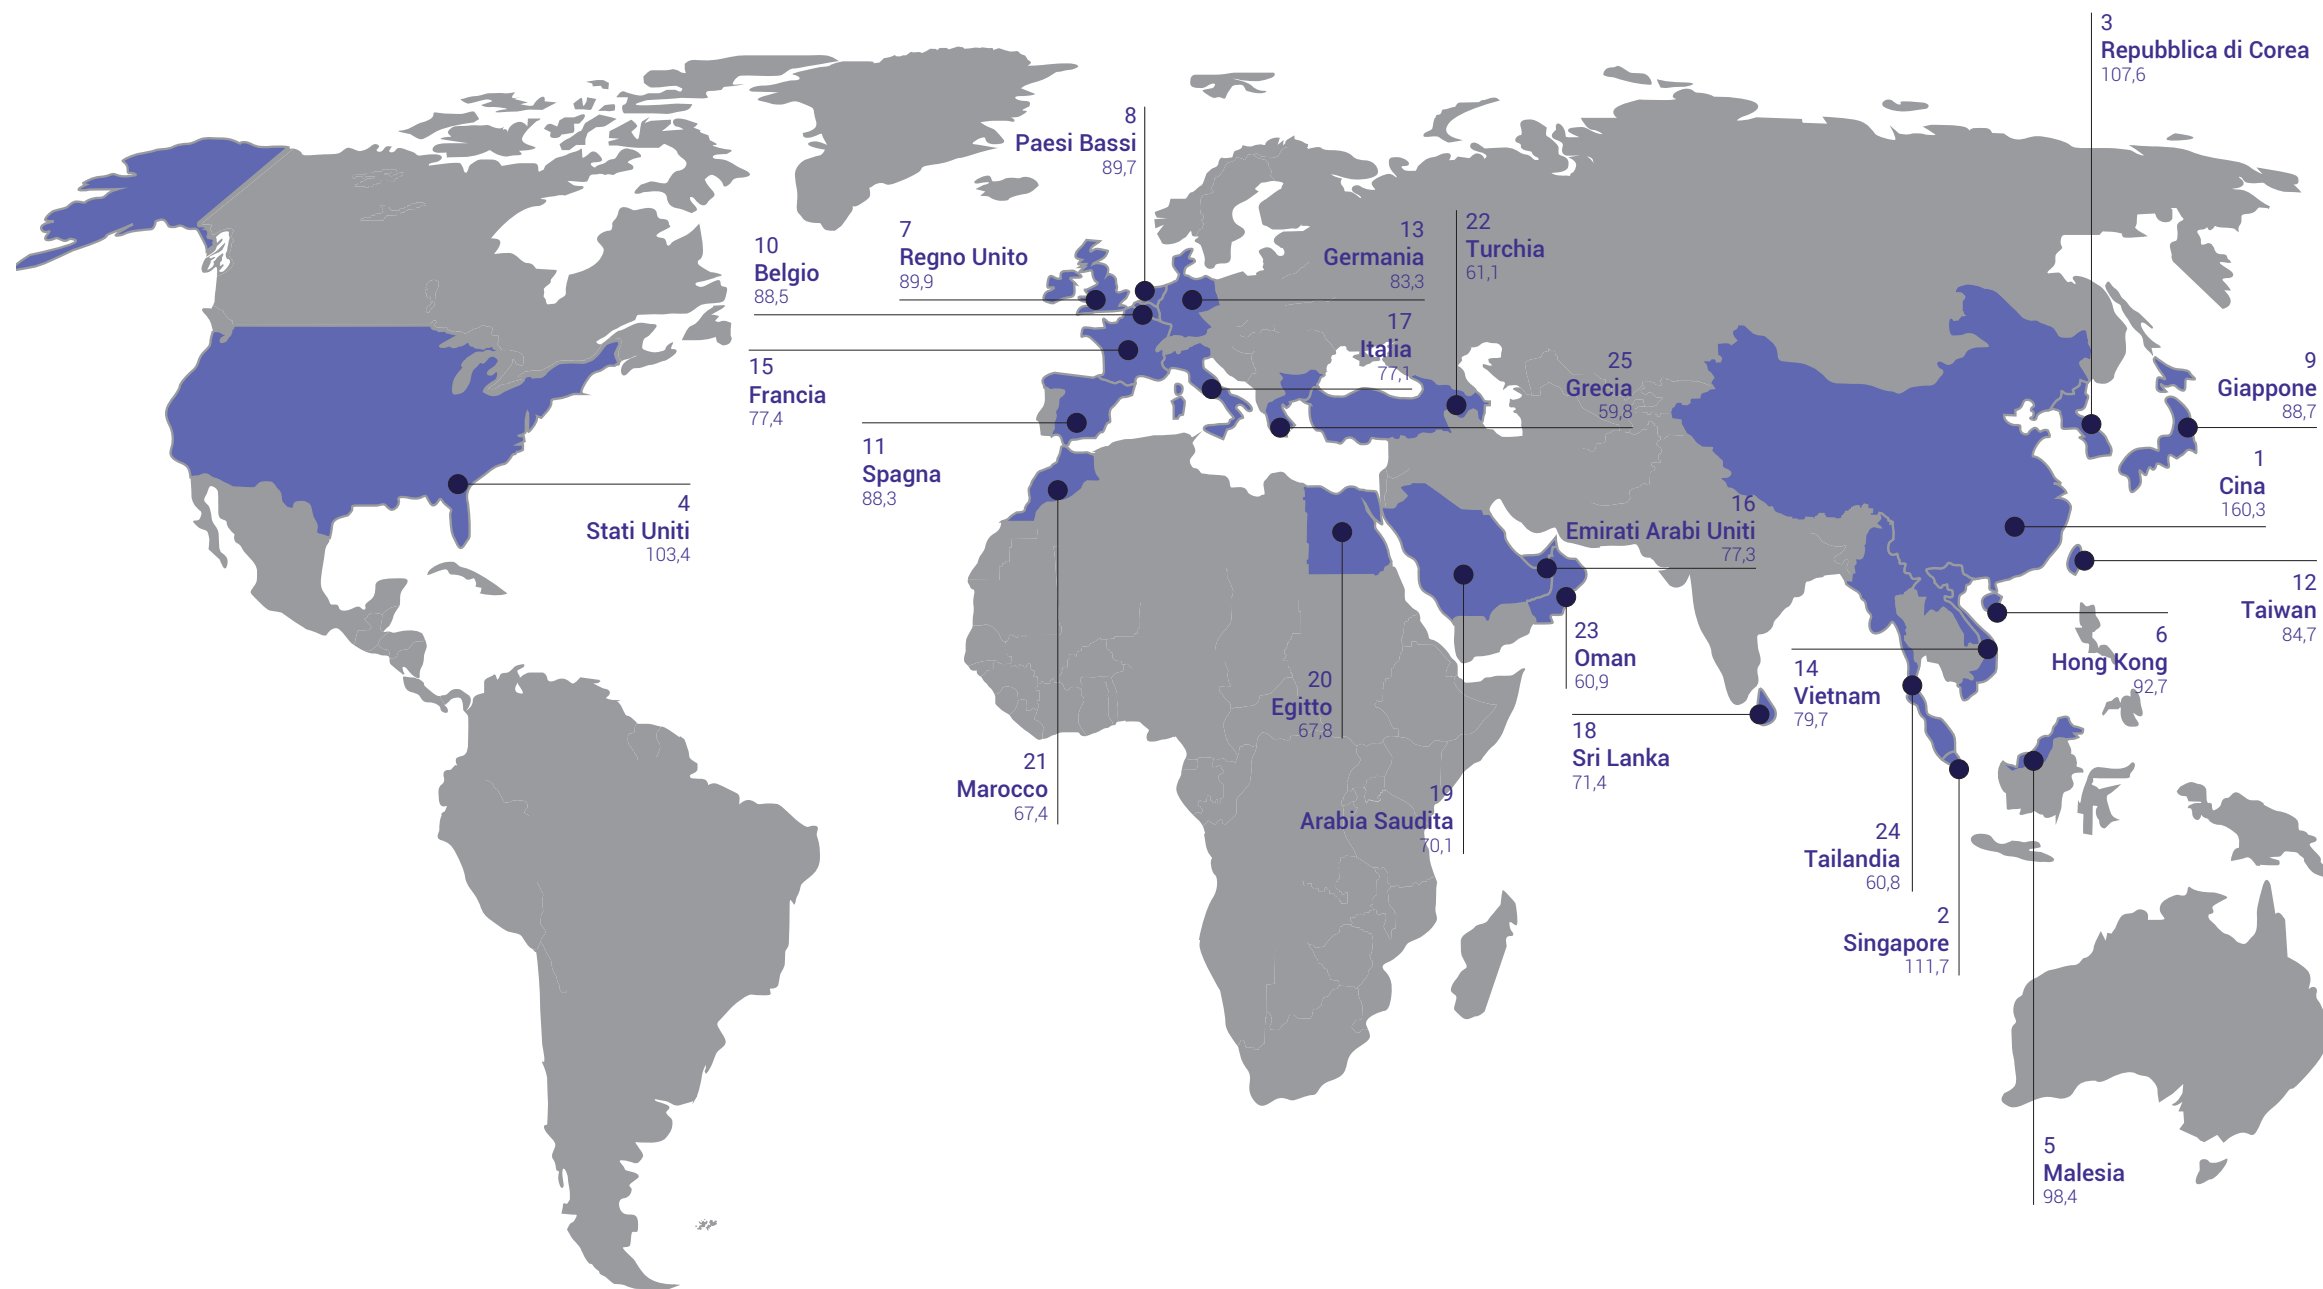 3
Repubblica di Corea
107,6
8
Paesi Bassi
89,7
10
Belgio
88,5
7
Regno Unito
89,9
13
Germania
83,3
22
Turchia
61,1
17
Italia
77,1
15
Francia
77,4
25
Grecia
59,8
9
Giappone
88,7
11
Spagna
88,3
1
Cina
160,3
4
Stati Uniti
103,4
16
Emirati Arabi Uniti
77,3
12
Taiwan
84,7
6
Hong Kong
92,7
23
Oman
60,9
14
Vietnam
79,7
20
Egitto
67,8
18
Sri Lanka
71,4
21
Marocco
67,4
19
Arabia Saudita
70,1
24
Tailandia
60,8
2
Singapore
111,7
5
Malesia
98,4